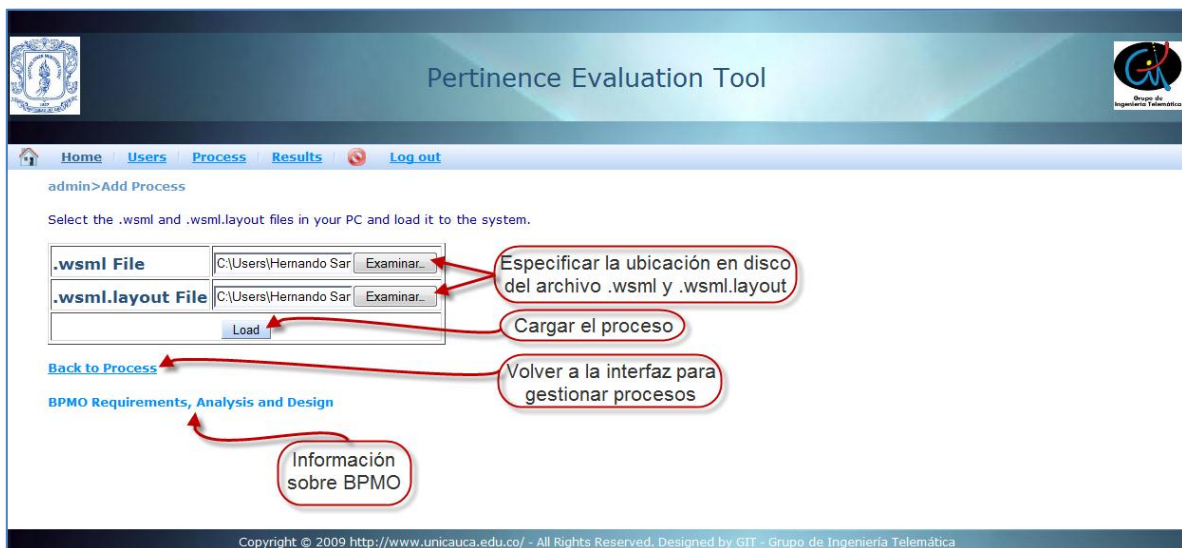 Pertinence Evaluation Tool
Grupo de
Ingeniería Telemática
Home Users Process Results Log out
admin>Add Process
Select the .wsml and .wsml.layout files in your PC and load it to the system.
.wsml File C:\Users\Hernando Sar Examinar...
.wsml.layout File C:\Users\Hernando Sar Examinar...
Load
Especificar la ubicación en disco
del archivo .wsml y .wsml.layout
Cargar el proceso
Back to Process
Volver a la interfaz para
gestionar procesos
BPMO Requirements, Analysis and Design
Información
sobre BPMO
Copyright © 2009 http://www.unicauca.edu.co/ - All Rights Reserved. Designed by GIT - Grupo de Ingeniería Telemática